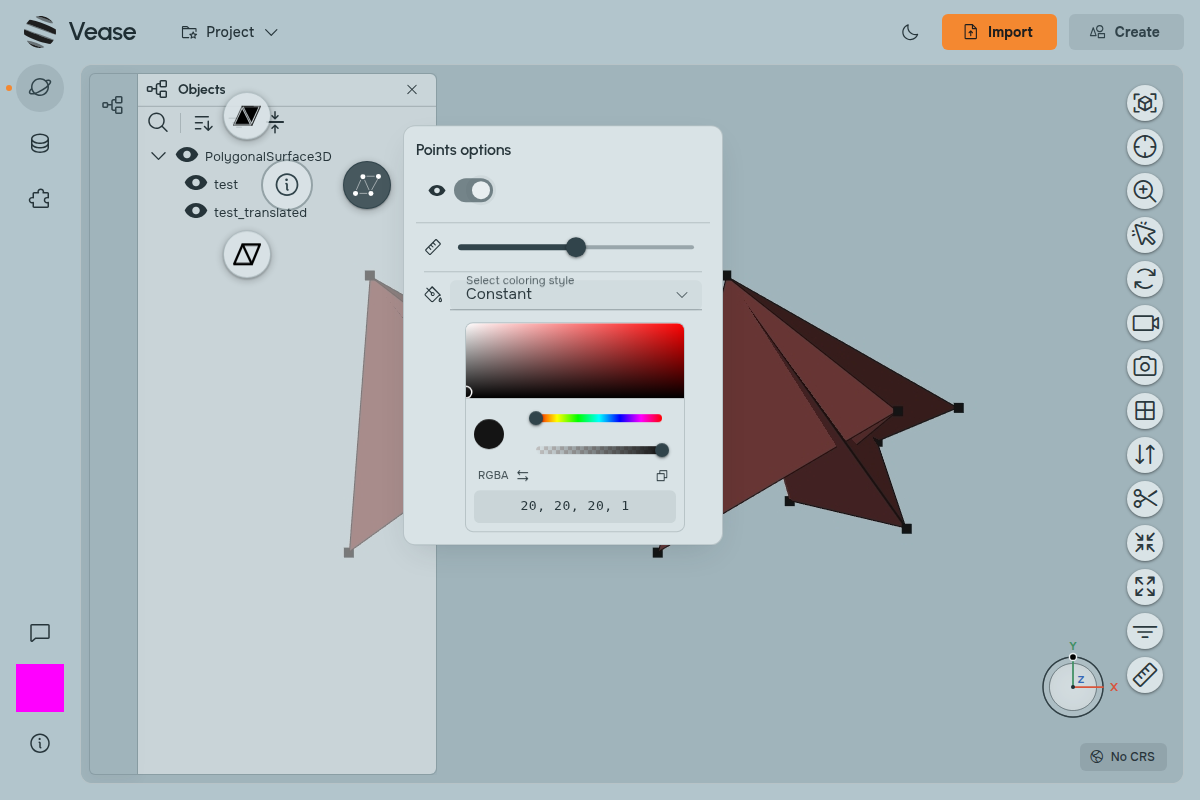 Vease
Project
Import
Create
Objects
PolygonalSurface3D
test
test_translated
Points options
Select coloring style
Constant
RGBA
20, 20, 20, 1
Y
Z
X
No CRS